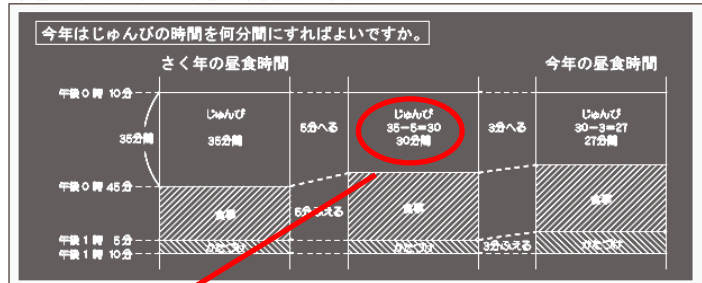 今年はじゅんびの時間を何分間にすればよいですか。
さく年の昼食時間
今年の昼食時間
午後0時10分
じゅんび
35分間
35分間
5分へる
じゅんび
35-5=30
30分間
3分へる
じゅんび
30-3=27
27分間
午後0時45分
食事
5分ふえる
食事
食事
午後1時 5分
かたづけ
かたづけ
3分ふえる
かたづけ
午後1時10分